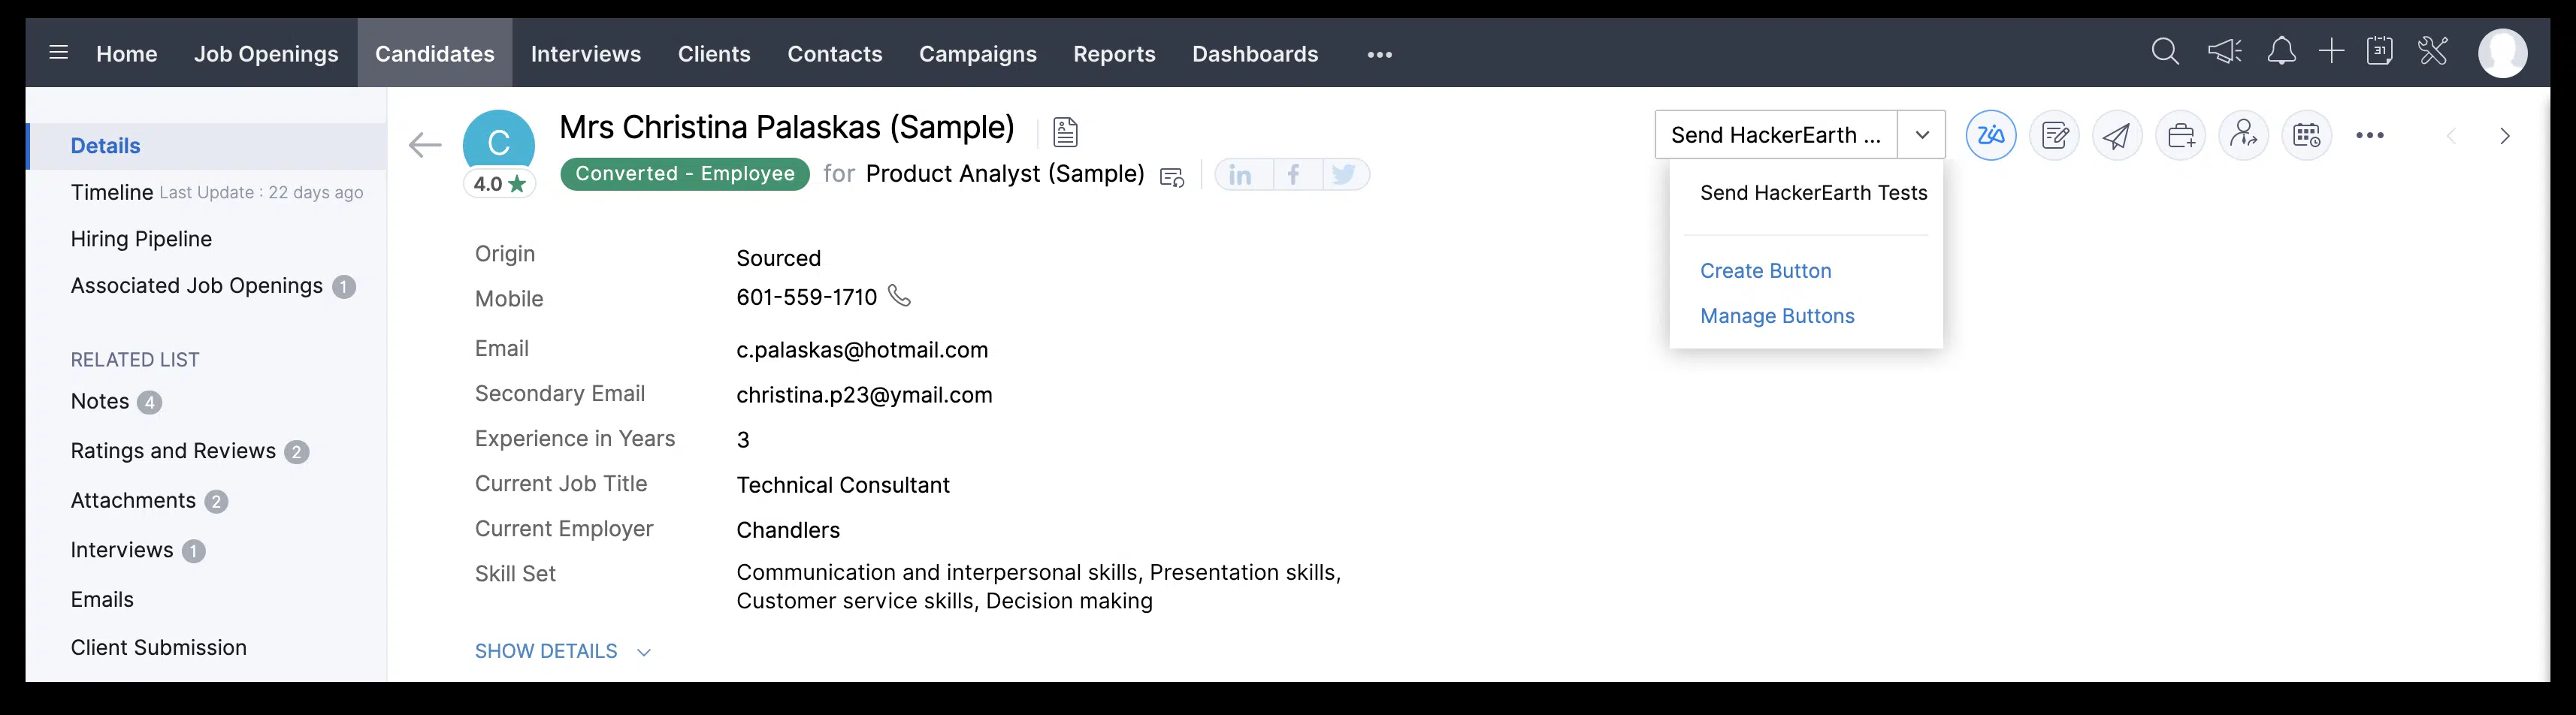 Home Job Openings Candidates Interviews Clients Contacts Campaigns Reports Dashboards 31
Details
Timeline Last Update : 22 days ago
Hiring Pipeline
Associated Job Openings 1
RELATED LIST
Notes 4
Ratings and Reviews 2
Attachments 2
Interviews 1
Emails
Client Submission
C
4.0
Mrs Christina Palaskas (Sample)
Converted - Employee for Product Analyst (Sample) in f
Send HackerEarth ... Zia
Send HackerEarth Tests
Create Button
Manage Buttons
Origin Sourced
Mobile 601-559-1710
Email c.palaskas@hotmail.com
Secondary Email christina.p23@ymail.com
Experience in Years 3
Current Job Title Technical Consultant
Current Employer Chandlers
Skill Set Communication and interpersonal skills, Presentation skills,
Customer service skills, Decision making
SHOW DETAILS